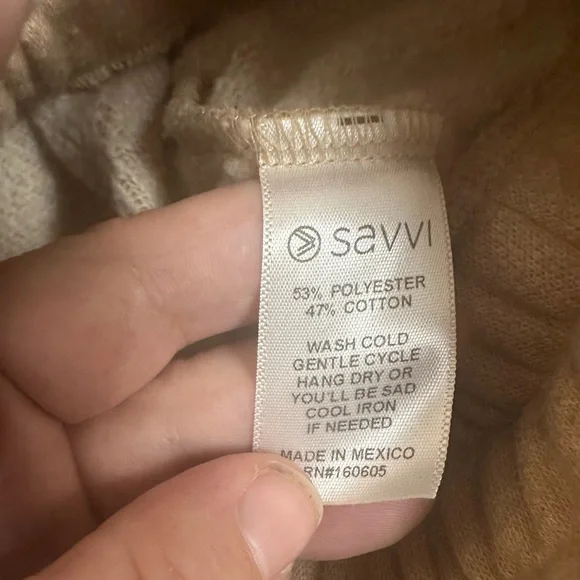 savvi
53% POLYESTER
47% COTTON
WASH COLD
GENTLE CYCLE
HANG DRY OR
YOU'LL BE SAD
COOL IRON
IF NEEDED
MADE IN MEXICO
RN#160605